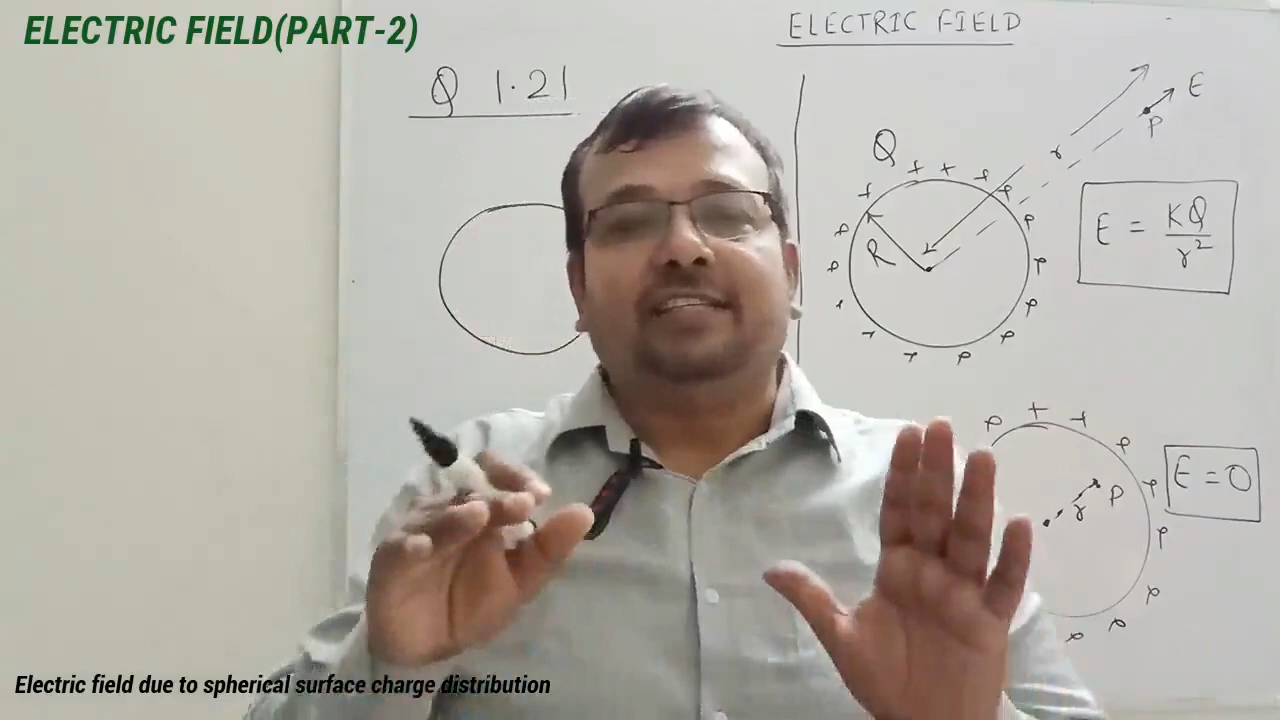 ELECTRIC FIELD(PART-2)
ELECTRIC FIELD
Q 1.21
E
P
r
Q
R
E = KQ/r²
E = 0
P
r
Electric field due to spherical surface charge distribution